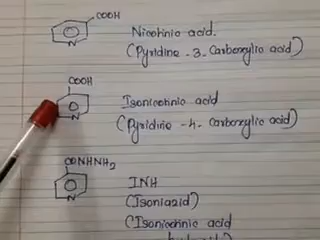 COOH
Nicotinic acid.
N
(Pyridine - 3 - Carboxylic acid)
COOH
Isonicotinic acid
N
(Pyridine - 4 - Carboxylic acid)
CONHNH₂
INH
N
(Isoniazid)
(Isonicotinic acid